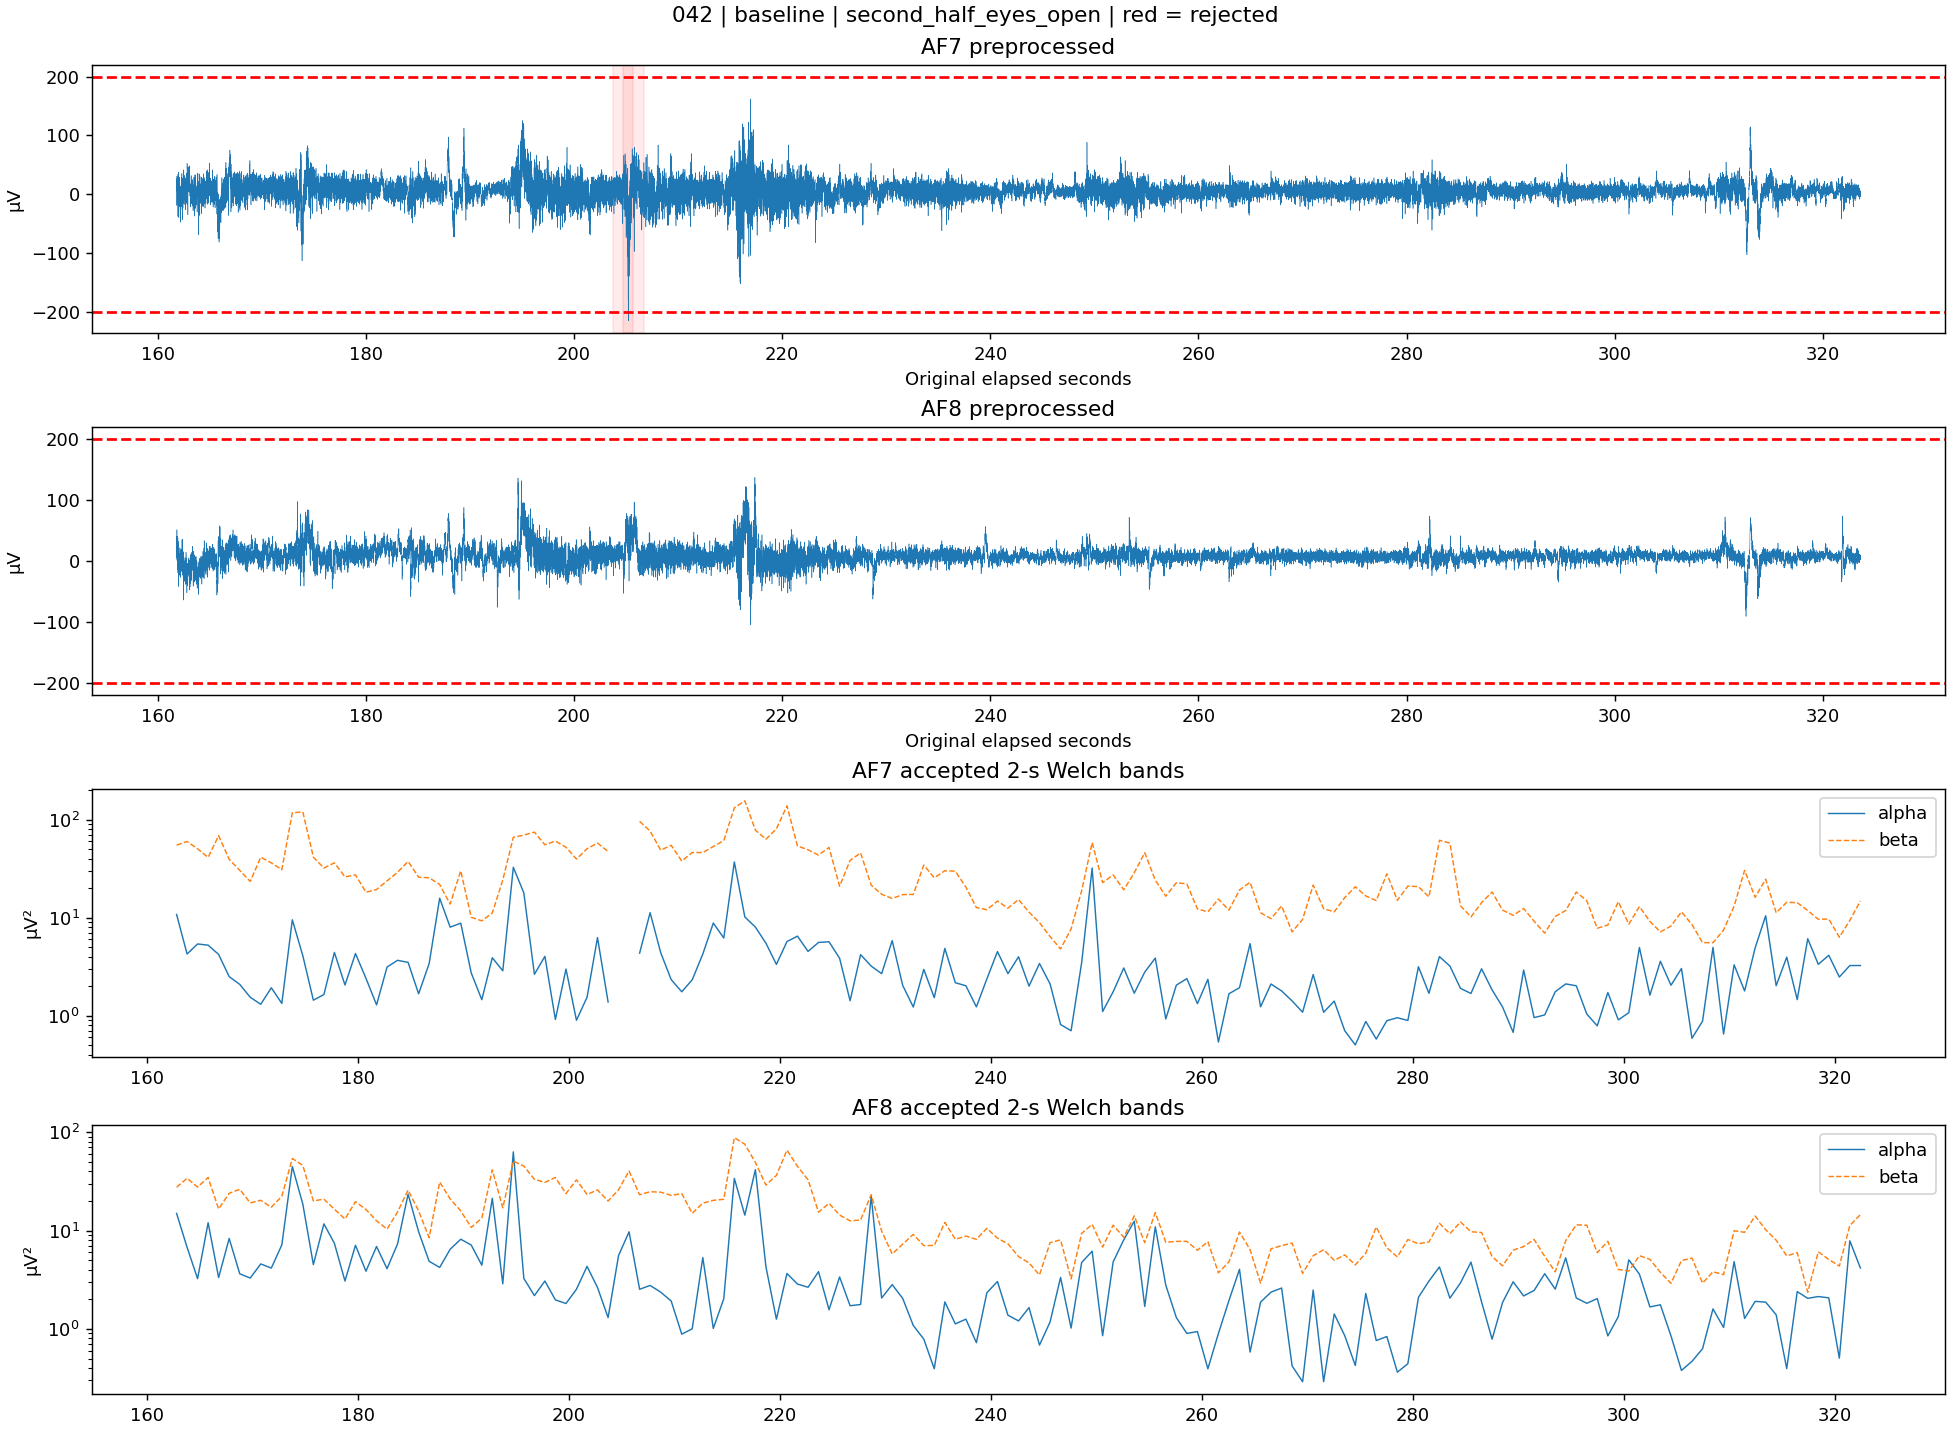 042 | baseline | second_half_eyes_open | red = rejected
AF7 preprocessed
200
100
0
−100
−200
µV
160 180 200 220 240 260 280 300 320
Original elapsed seconds
AF8 preprocessed
200
100
0
−100
−200
µV
160 180 200 220 240 260 280 300 320
Original elapsed seconds
AF7 accepted 2-s Welch bands
10²
10¹
10⁰
µV²
alpha
beta
160 180 200 220 240 260 280 300 320
AF8 accepted 2-s Welch bands
10²
10¹
10⁰
µV²
alpha
beta
160 180 200 220 240 260 280 300 320